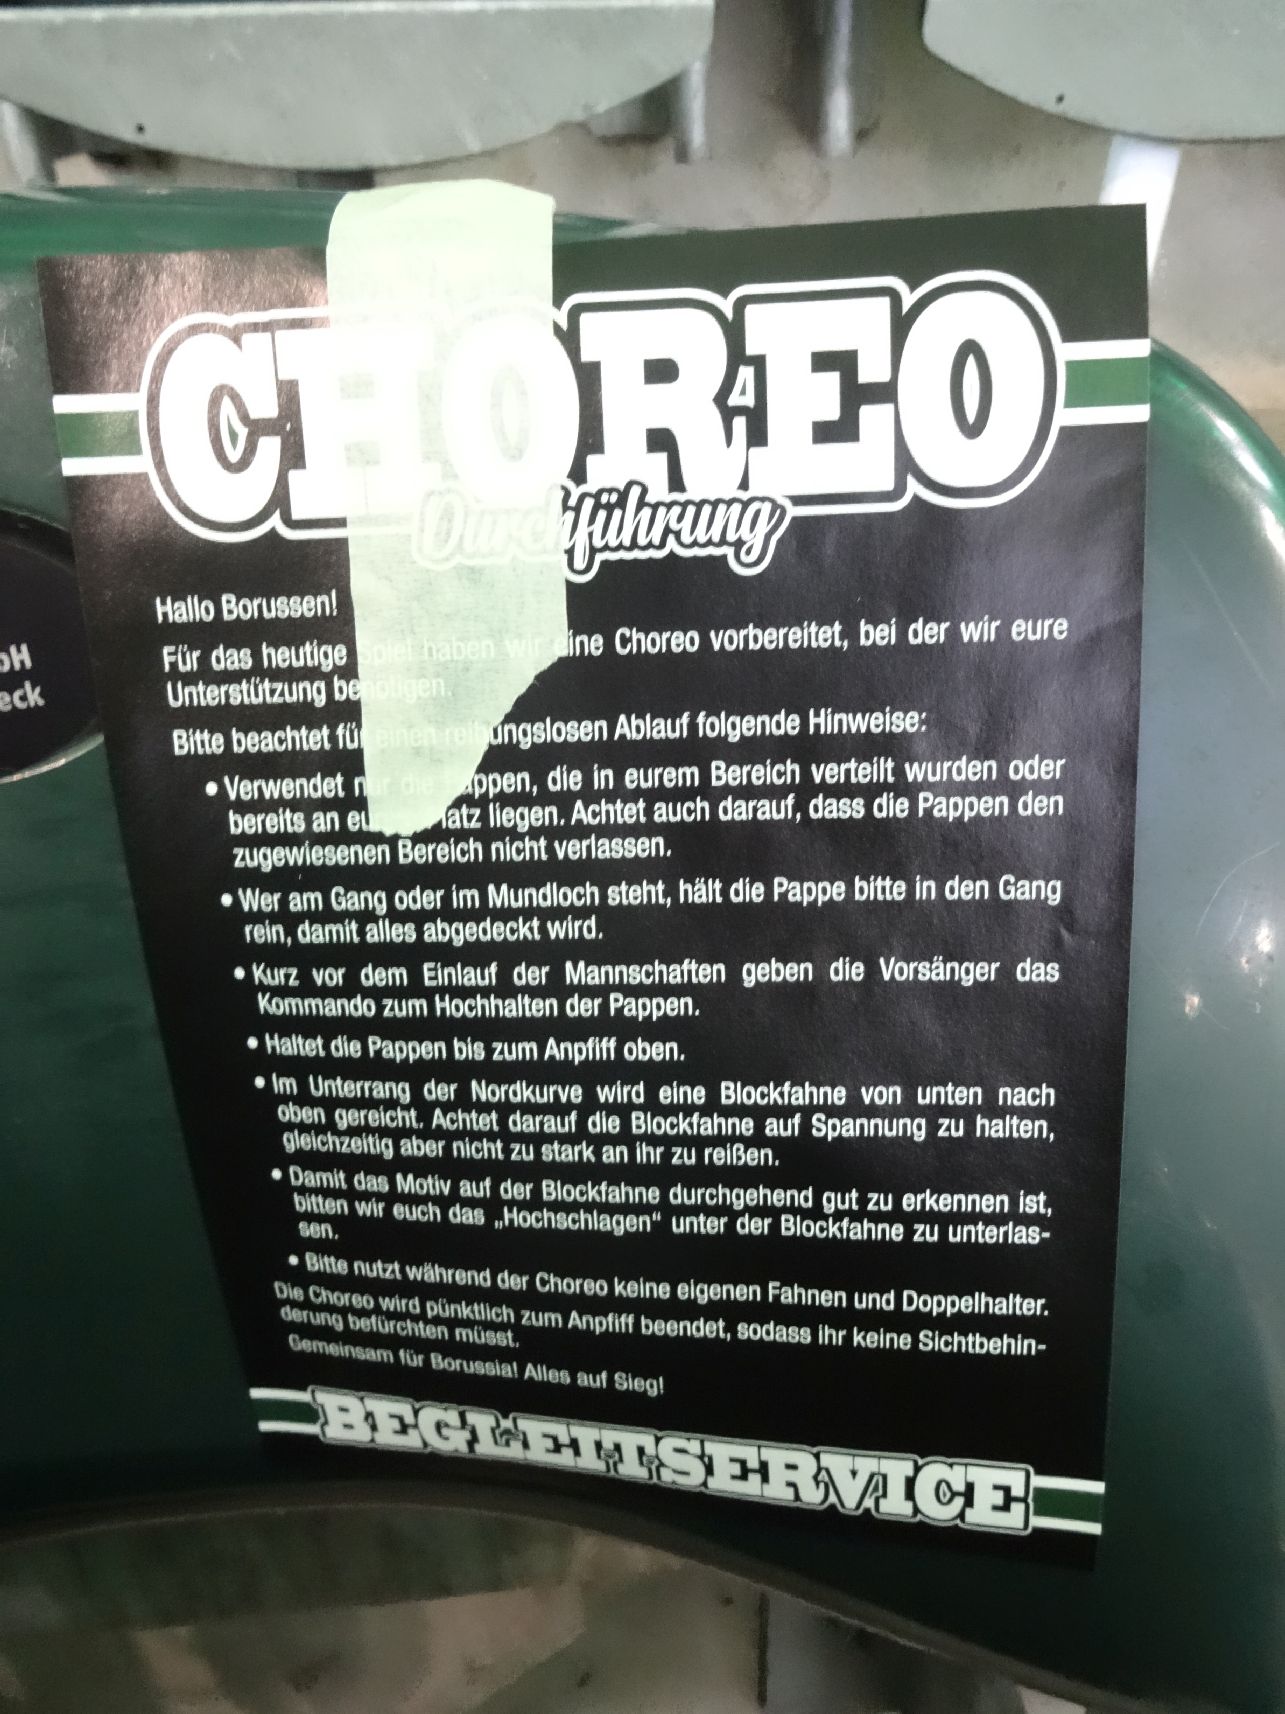 CHOREO
Durchführung
Hallo Borussen!
Für das heutige Spiel haben wir eine Choreo vorbereitet, bei der wir eure
Unterstützung benötigen.
Bitte beachtet für einen reibungslosen Ablauf folgende Hinweise:
• Verwendet nur die Pappen, die in eurem Bereich verteilt wurden oder
bereits an eurem Platz liegen. Achtet auch darauf, dass die Pappen den
zugewiesenen Bereich nicht verlassen.
• Wer am Gang oder im Mundloch steht, hält die Pappe bitte in den Gang
rein, damit alles abgedeckt wird.
• Kurz vor dem Einlauf der Mannschaften geben die Vorsänger das
Kommando zum Hochhalten der Pappen.
• Haltet die Pappen bis zum Anpfiff oben.
• Im Unterrang der Nordkurve wird eine Blockfahne von unten nach
oben gereicht. Achtet darauf die Blockfahne auf Spannung zu halten,
gleichzeitig aber nicht zu stark an ihr zu reißen.
• Damit das Motiv auf der Blockfahne durchgehend gut zu erkennen ist,
bitten wir euch das „Hochschlagen“ unter der Blockfahne zu unterlas-
sen.
• Bitte nutzt während der Choreo keine eigenen Fahnen und Doppelhalter.
Die Choreo wird pünktlich zum Anpfiff beendet, sodass ihr keine Sichtbehin-
derung befürchten müsst.
Gemeinsam für Borussia! Alles auf Sieg!
BEGLEITSERVICE